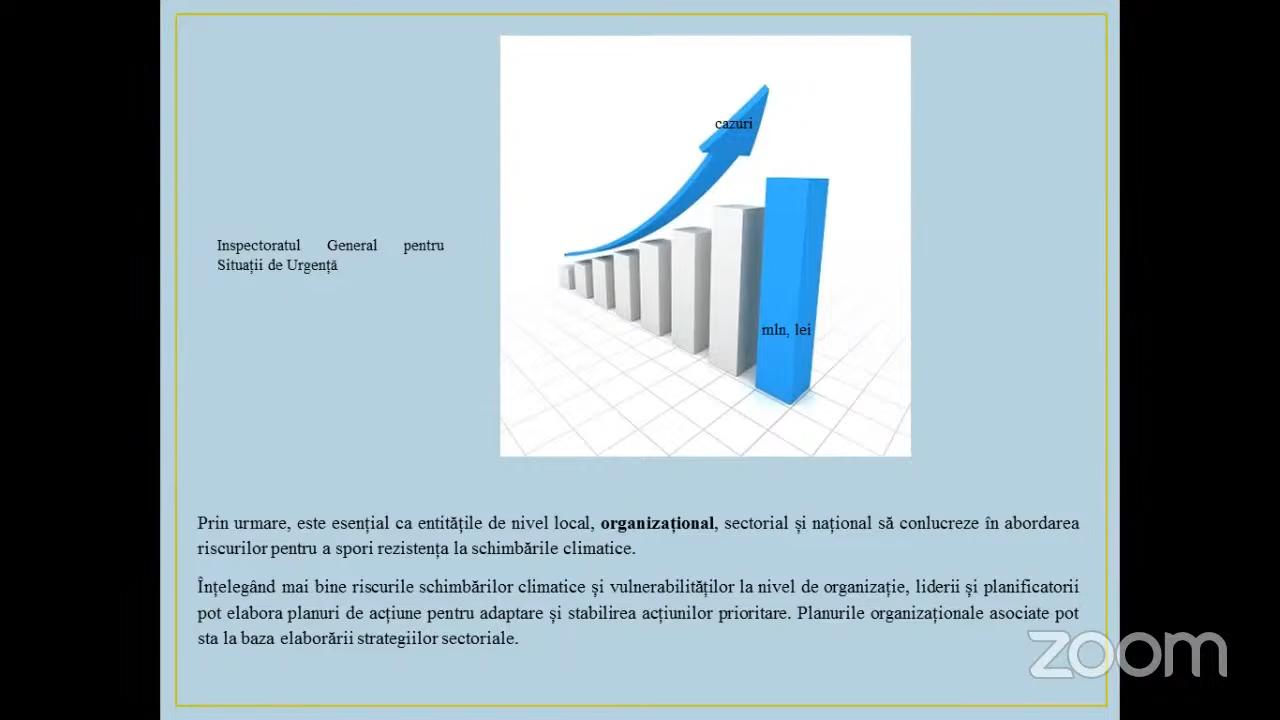 cazuri
Inspectoratul General pentru
Situații de Urgență
mln, lei
Prin urmare, este esențial ca entitățile de nivel local, organizațional, sectorial și național să conlucreze în abordarea
riscurilor pentru a spori rezistența la schimbările climatice.
Înțelegând mai bine riscurile schimbărilor climatice și vulnerabilităților la nivel de organizație, liderii și planificatorii
pot elabora planuri de acțiune pentru adaptare și stabilirea acțiunilor prioritare. Planurile organizaționale asociate pot
sta la baza elaborării strategiilor sectoriale.
zoom